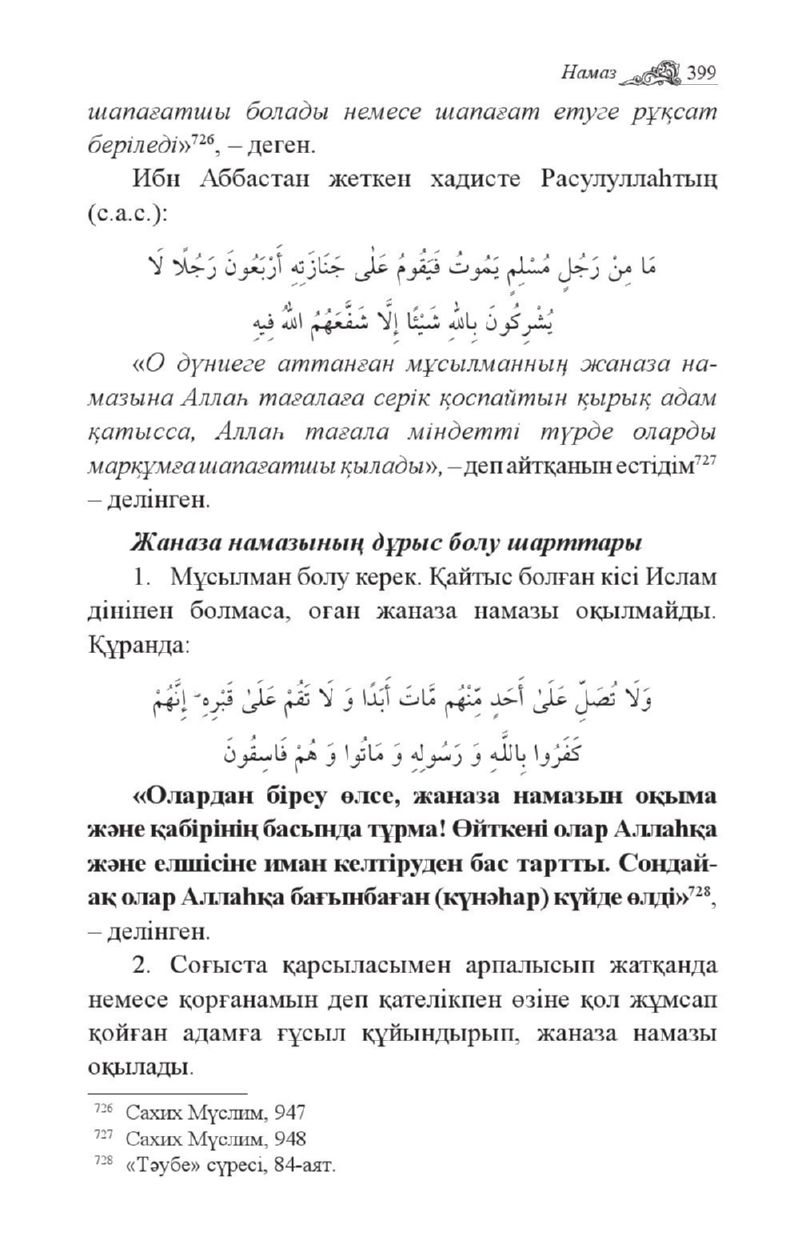 Намаз 399
шапағатшы болады немесе шапағат етуге рұқсат
беріледі»⁷²⁶, – деген.
Ибн Аббастан жеткен хадисте Расулуллаһтың
(с.а.с.):
مَا مِنْ رَجُلٍ مُسْلِمٍ يَمُوتُ فَيَقُومُ عَلَى جَنَازَتِهِ أَرْبَعُونَ رَجُلًا لَا
يُشْرِكُونَ بِاللهِ شَيْئًا إِلَّا شَفَّعَهُمُ اللهُ فِيهِ
«О дүниеге аттанған мұсылманның жаназа на-
мазына Аллаһ тағалаға серік қоспайтын қырық адам
қатысса, Аллаһ тағала міндетті түрде оларды
марқұмға шапағатшы қылады», – деп айтқанын естідім⁷²⁷
– делінген.
Жаназа намазының дұрыс болу шарттары
1. Мұсылман болу керек. Қайтыс болған кісі Ислам
дінінен болмаса, оған жаназа намазы оқылмайды.
Құранда:
وَلَا تُصَلِّ عَلَىٰ أَحَدٍ مِّنْهُم مَّاتَ أَبَدًا وَ لَا تَقُمْ عَلَىٰ قَبْرِهِ ۖ إِنَّهُمْ
كَفَرُوا بِاللَّهِ وَ رَسُولِهِ وَ مَاتُوا وَ هُمْ فَاسِقُونَ
«Олардан біреу өлсе, жаназа намазын оқыма
және қабірінің басында тұрма! Өйткені олар Аллаһқа
және елшісіне иман келтіруден бас тартты. Сондай-
ақ олар Аллаһқа бағынбаған (күнәһар) күйде өлді»⁷²⁸,
– делінген.
2. Соғыста қарсыласымен арпалысып жатқанда
немесе қорғанамын деп қателікпен өзіне қол жұмсап
қойған адамға ғұсыл құйындырып, жаназа намазы
оқылады.
⁷²⁶ Сахих Мүслим, 947
⁷²⁷ Сахих Мүслим, 948
⁷²⁸ «Тәубе» сүресі, 84-аят.